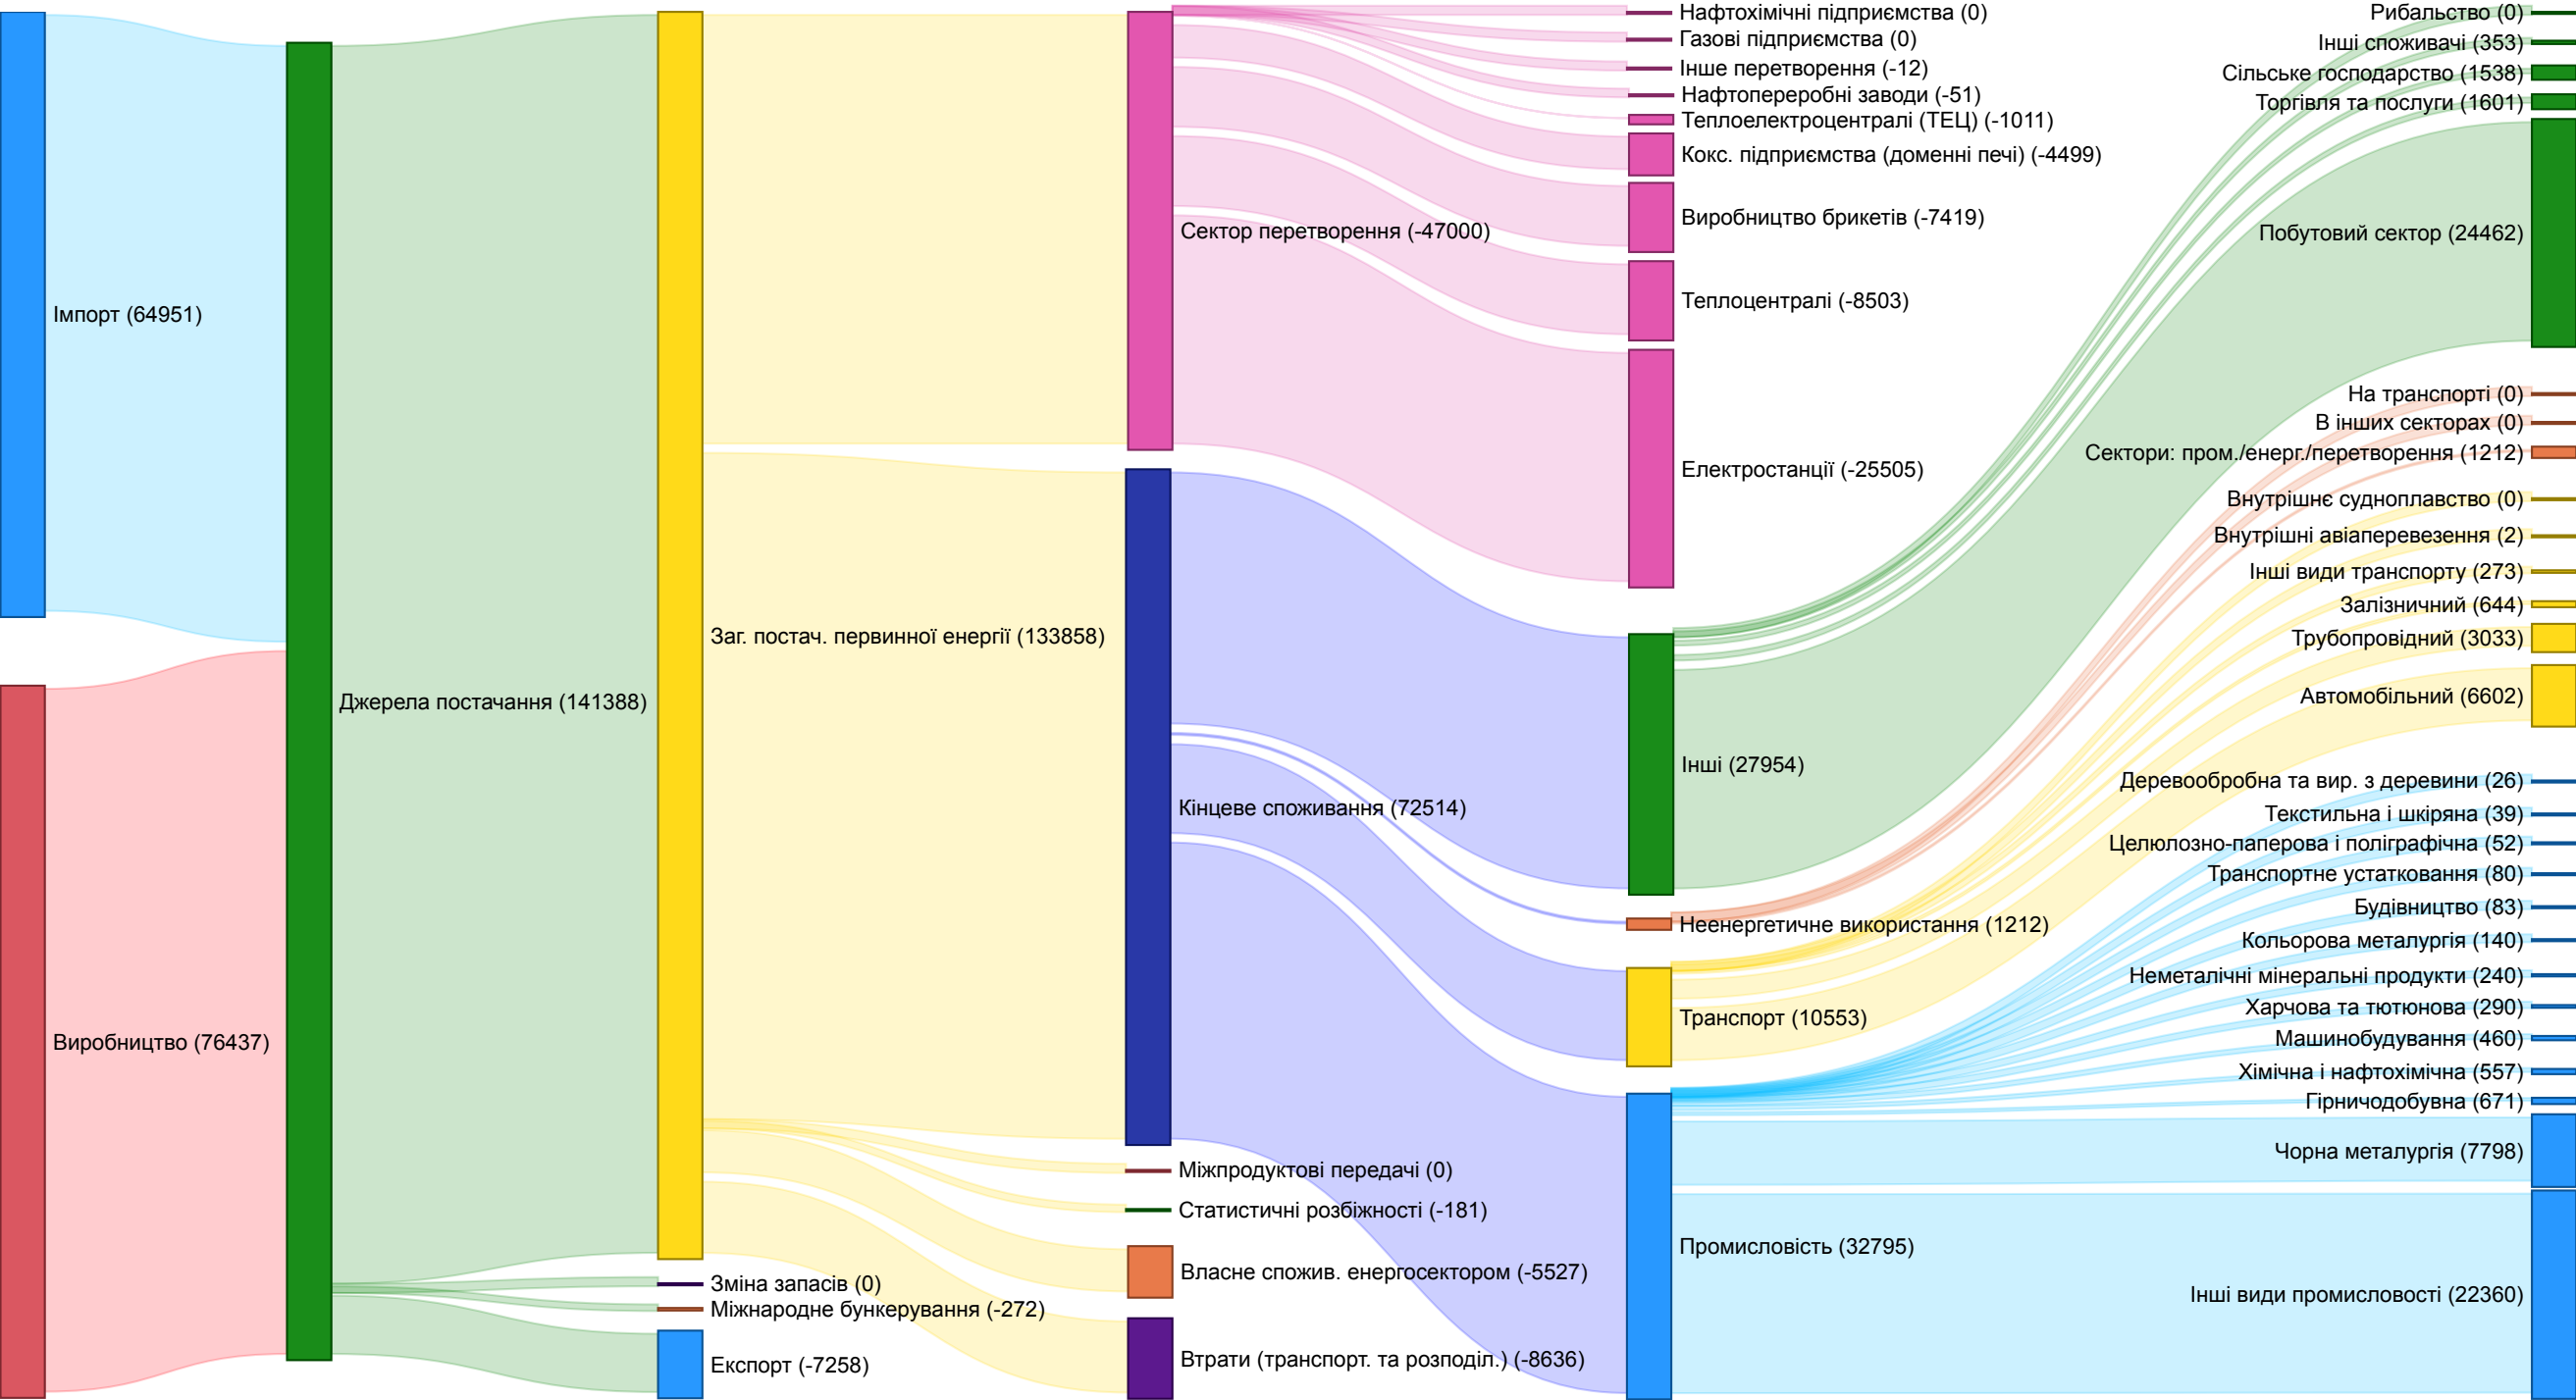 Імпорт (64951)
Виробництво (76437)
Джерела постачання (141388)
Заг. постач. первинної енергії (133858)
Зміна запасів (0)
Міжнародне бункерування (-272)
Експорт (-7258)
Сектор перетворення (-47000)
Кінцеве споживання (72514)
Міжпродуктові передачі (0)
Статистичні розбіжності (-181)
Власне спожив. енергосектором (-5527)
Втрати (транспорт. та розподіл.) (-8636)
Нафтохімічні підприємства (0)
Газові підприємства (0)
Інше перетворення (-12)
Нафтопереробні заводи (-51)
Теплоелектроцентралі (ТЕЦ) (-1011)
Кокс. підприємства (доменні печі) (-4499)
Виробництво брикетів (-7419)
Теплоцентралі (-8503)
Електростанції (-25505)
Інші (27954)
Неенергетичне використання (1212)
Транспорт (10553)
Промисловість (32795)
Рибальство (0)
Інші споживачі (353)
Сільське господарство (1538)
Торгівля та послуги (1601)
Побутовий сектор (24462)
На транспорті (0)
В інших секторах (0)
Сектори: пром./енерг./перетворення (1212)
Внутрішнє судноплавство (0)
Внутрішні авіаперевезення (2)
Інші види транспорту (273)
Залізничний (644)
Трубопровідний (3033)
Автомобільний (6602)
Деревообробна та вир. з деревини (26)
Текстильна і шкіряна (39)
Целюлозно-паперова і поліграфічна (52)
Транспортне устатковання (80)
Будівництво (83)
Кольорова металургія (140)
Неметалічні мінеральні продукти (240)
Харчова та тютюнова (290)
Машинобудування (460)
Хімічна і нафтохімічна (557)
Гірничодобувна (671)
Чорна металургія (7798)
Інші види промисловості (22360)